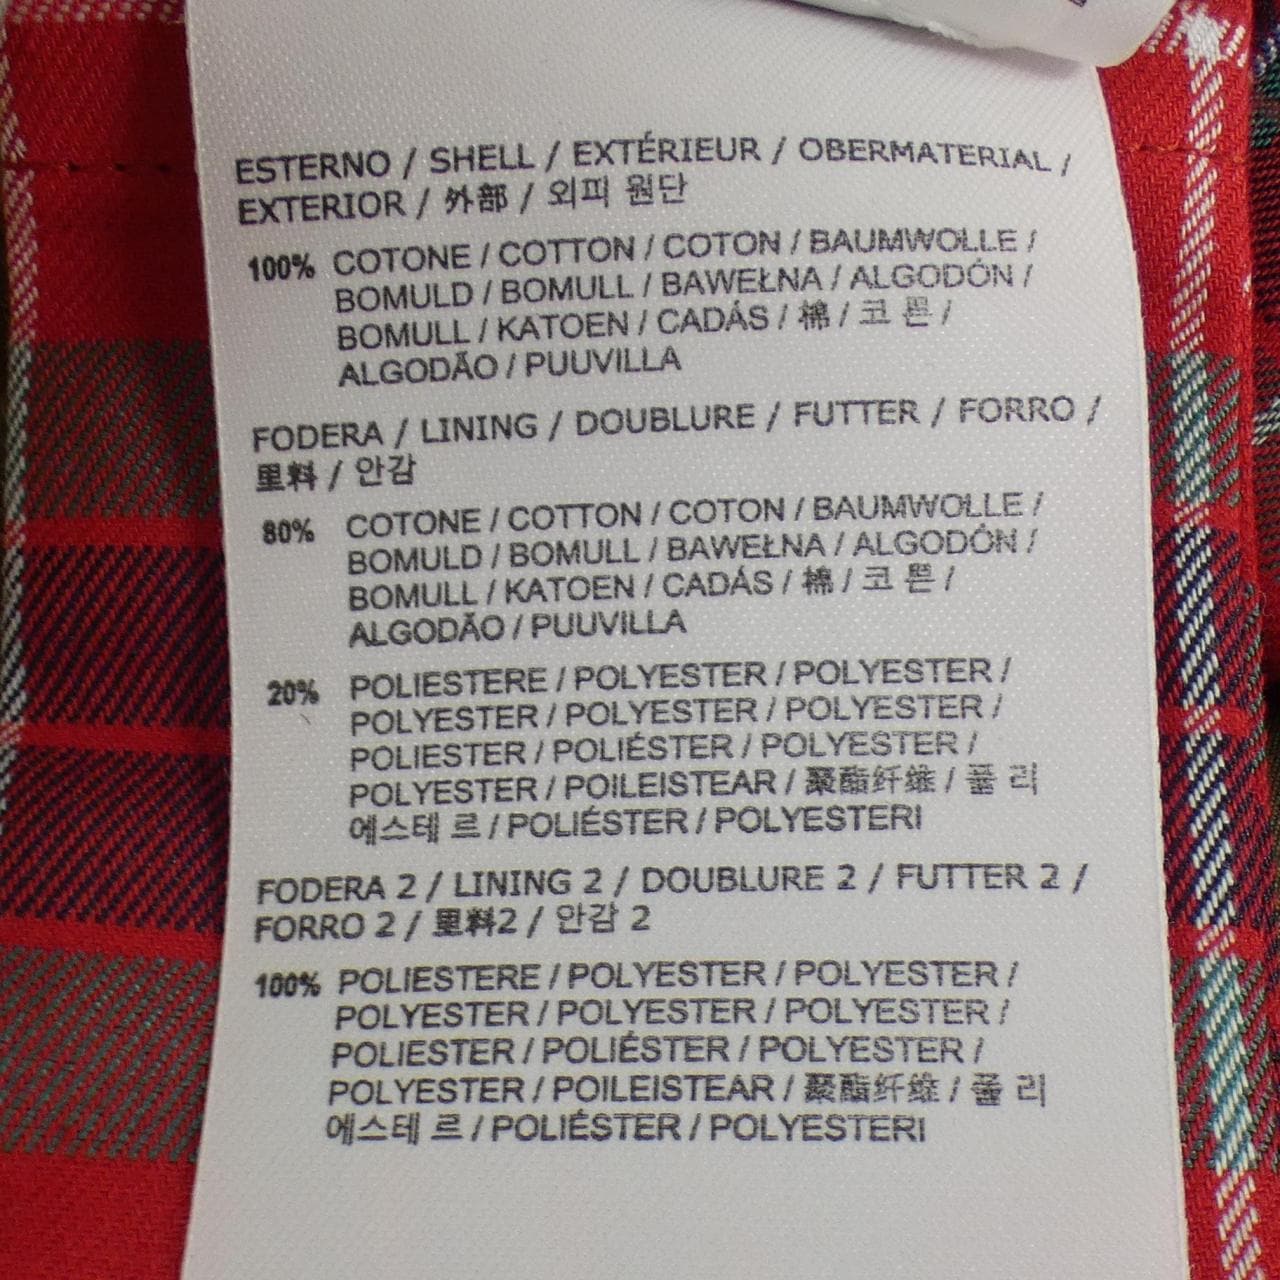 ESTERNO / SHELL / EXTÉRIEUR / OBERMATERIAL /
EXTERIOR / 外部 / 외피 원단
100% COTONE / COTTON / COTON / BAUMWOLLE /
BOMULD / BOMULL / BAWEŁNA / ALGODÓN /
BOMULL / KATOEN / CADÁS / 棉 / 코 튼 /
ALGODÃO / PUUVILLA
FODERA / LINING / DOUBLURE / FUTTER / FORRO /
里料 / 안감
80% COTONE / COTTON / COTON / BAUMWOLLE /
BOMULD / BOMULL / BAWEŁNA / ALGODÓN /
BOMULL / KATOEN / CADÁS / 棉 / 코 튼 /
ALGODÃO / PUUVILLA
20% POLIESTERE / POLYESTER / POLYESTER /
POLYESTER / POLYESTER / POLYESTER /
POLIESTER / POLIÉSTER / POLYESTER /
POLYESTER / POILEISTEAR / 聚酯纤维 / 폴 리
에스테 르 / POLIÉSTER / POLYESTERI
FODERA 2 / LINING 2 / DOUBLURE 2 / FUTTER 2 /
FORRO 2 / 里料2 / 안감 2
100% POLIESTERE / POLYESTER / POLYESTER /
POLYESTER / POLYESTER / POLYESTER /
POLIESTER / POLIÉSTER / POLYESTER /
POLYESTER / POILEISTEAR / 聚酯纤维 / 폴 리
에스테 르 / POLIÉSTER / POLYESTERI